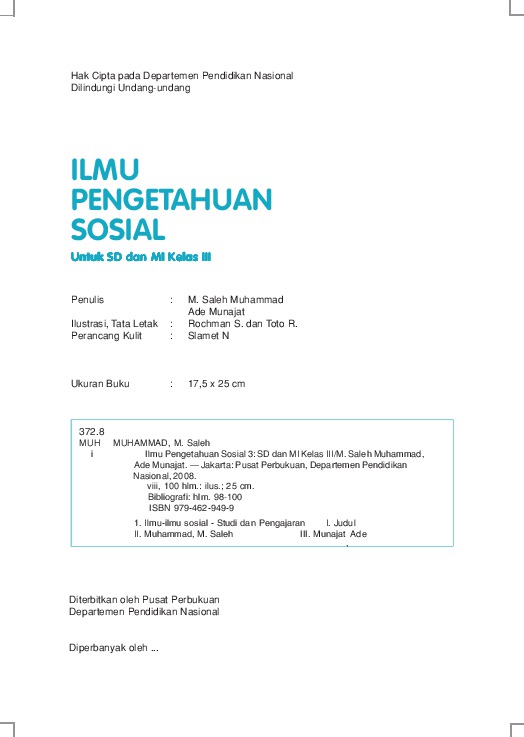 Hak Cipta pada Departemen Pendidikan Nasional
Dilindungi Undang-undang
ILMU
PENGETAHUAN
SOSIAL
Untuk SD dan MI Kelas III
Penulis : M. Saleh Muhammad
Ade Munajat
Ilustrasi, Tata Letak : Rochman S. dan Toto R.
Perancang Kulit : Slamet N
Ukuran Buku : 17,5 x 25 cm
372.8
MUH MUHAMMAD, M. Saleh
i Ilmu Pengetahuan Sosial 3: SD dan MI Kelas III/M. Saleh Muhammad,
Ade Munajat. — Jakarta: Pusat Perbukuan, Departemen Pendidikan
Nasional, 2008.
viii, 100 hlm.: ilus.; 25 cm.
Bibliografi: hlm. 98-100
ISBN 979-462-949-9
1. Ilmu-ilmu sosial - Studi dan Pengajaran I. Judul
II. Muhammad, M. Saleh III. Munajat Ade
Diterbitkan oleh Pusat Perbukuan
Departemen Pendidikan Nasional
Diperbanyak oleh ...